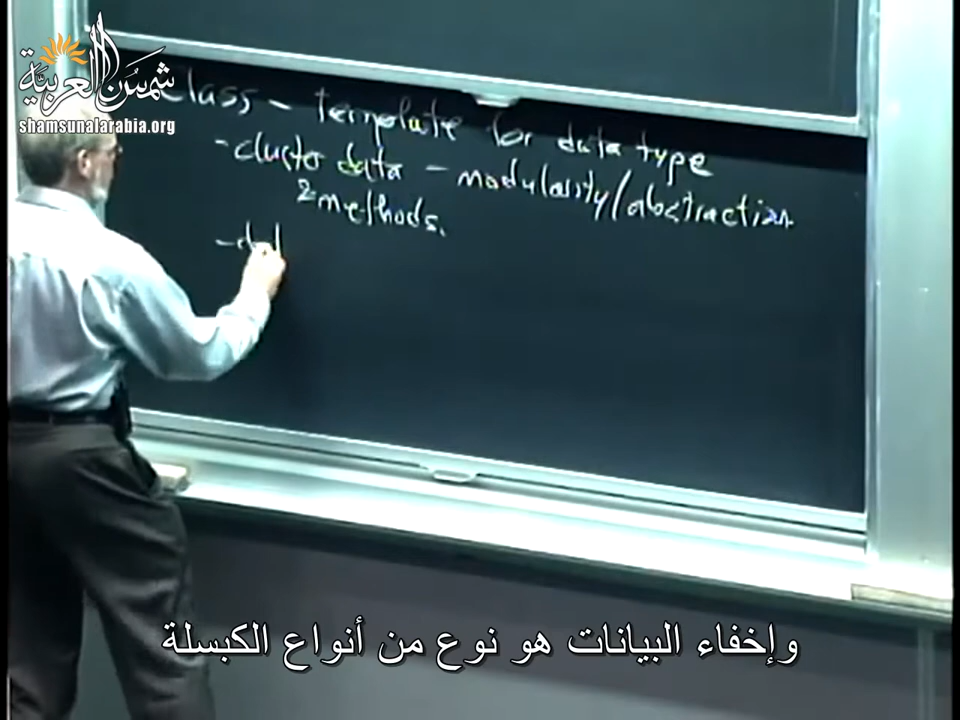 شمس العربية
shamsunalarabia.org
class - template for data type
- cluster data - modularity/abstraction
& methods.
وإخفاء البيانات هو نوع من أنواع الكبسلة